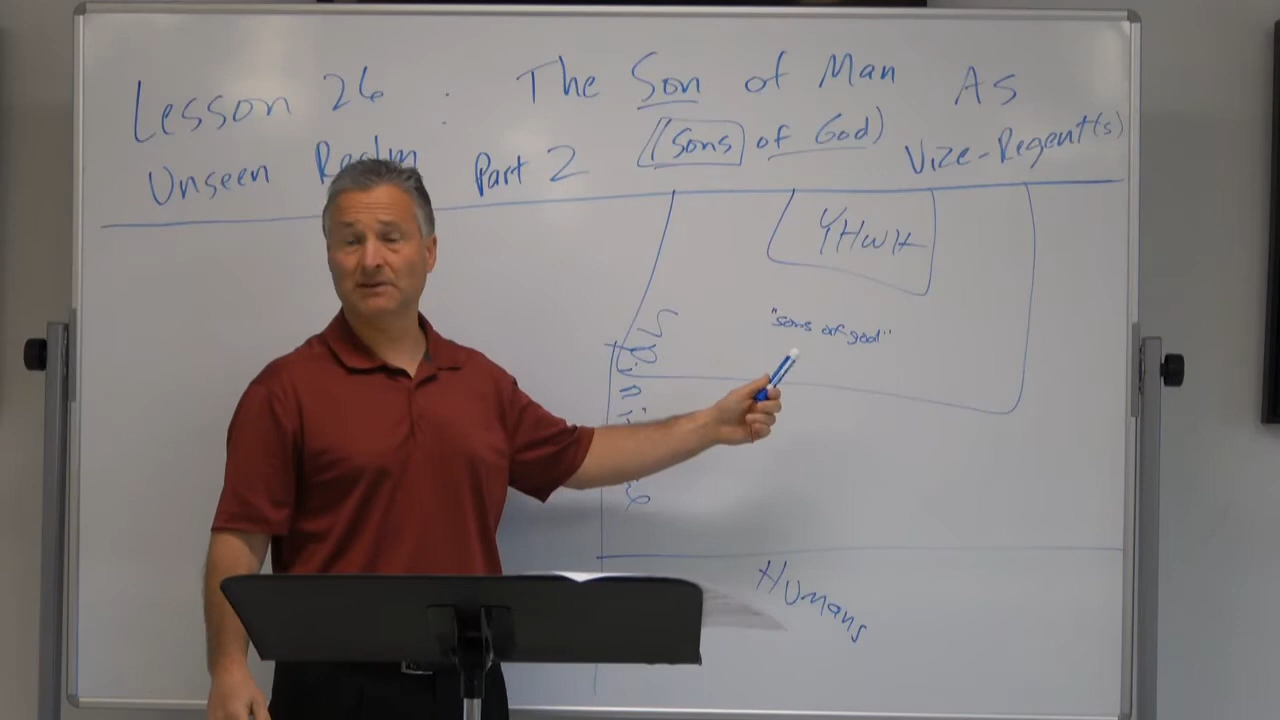 Lesson 26 : The Son of Man As
Unseen Realm Part 2 (Sons of God) Vize-Regent(s)
YHWH
"sons of god"
Humans